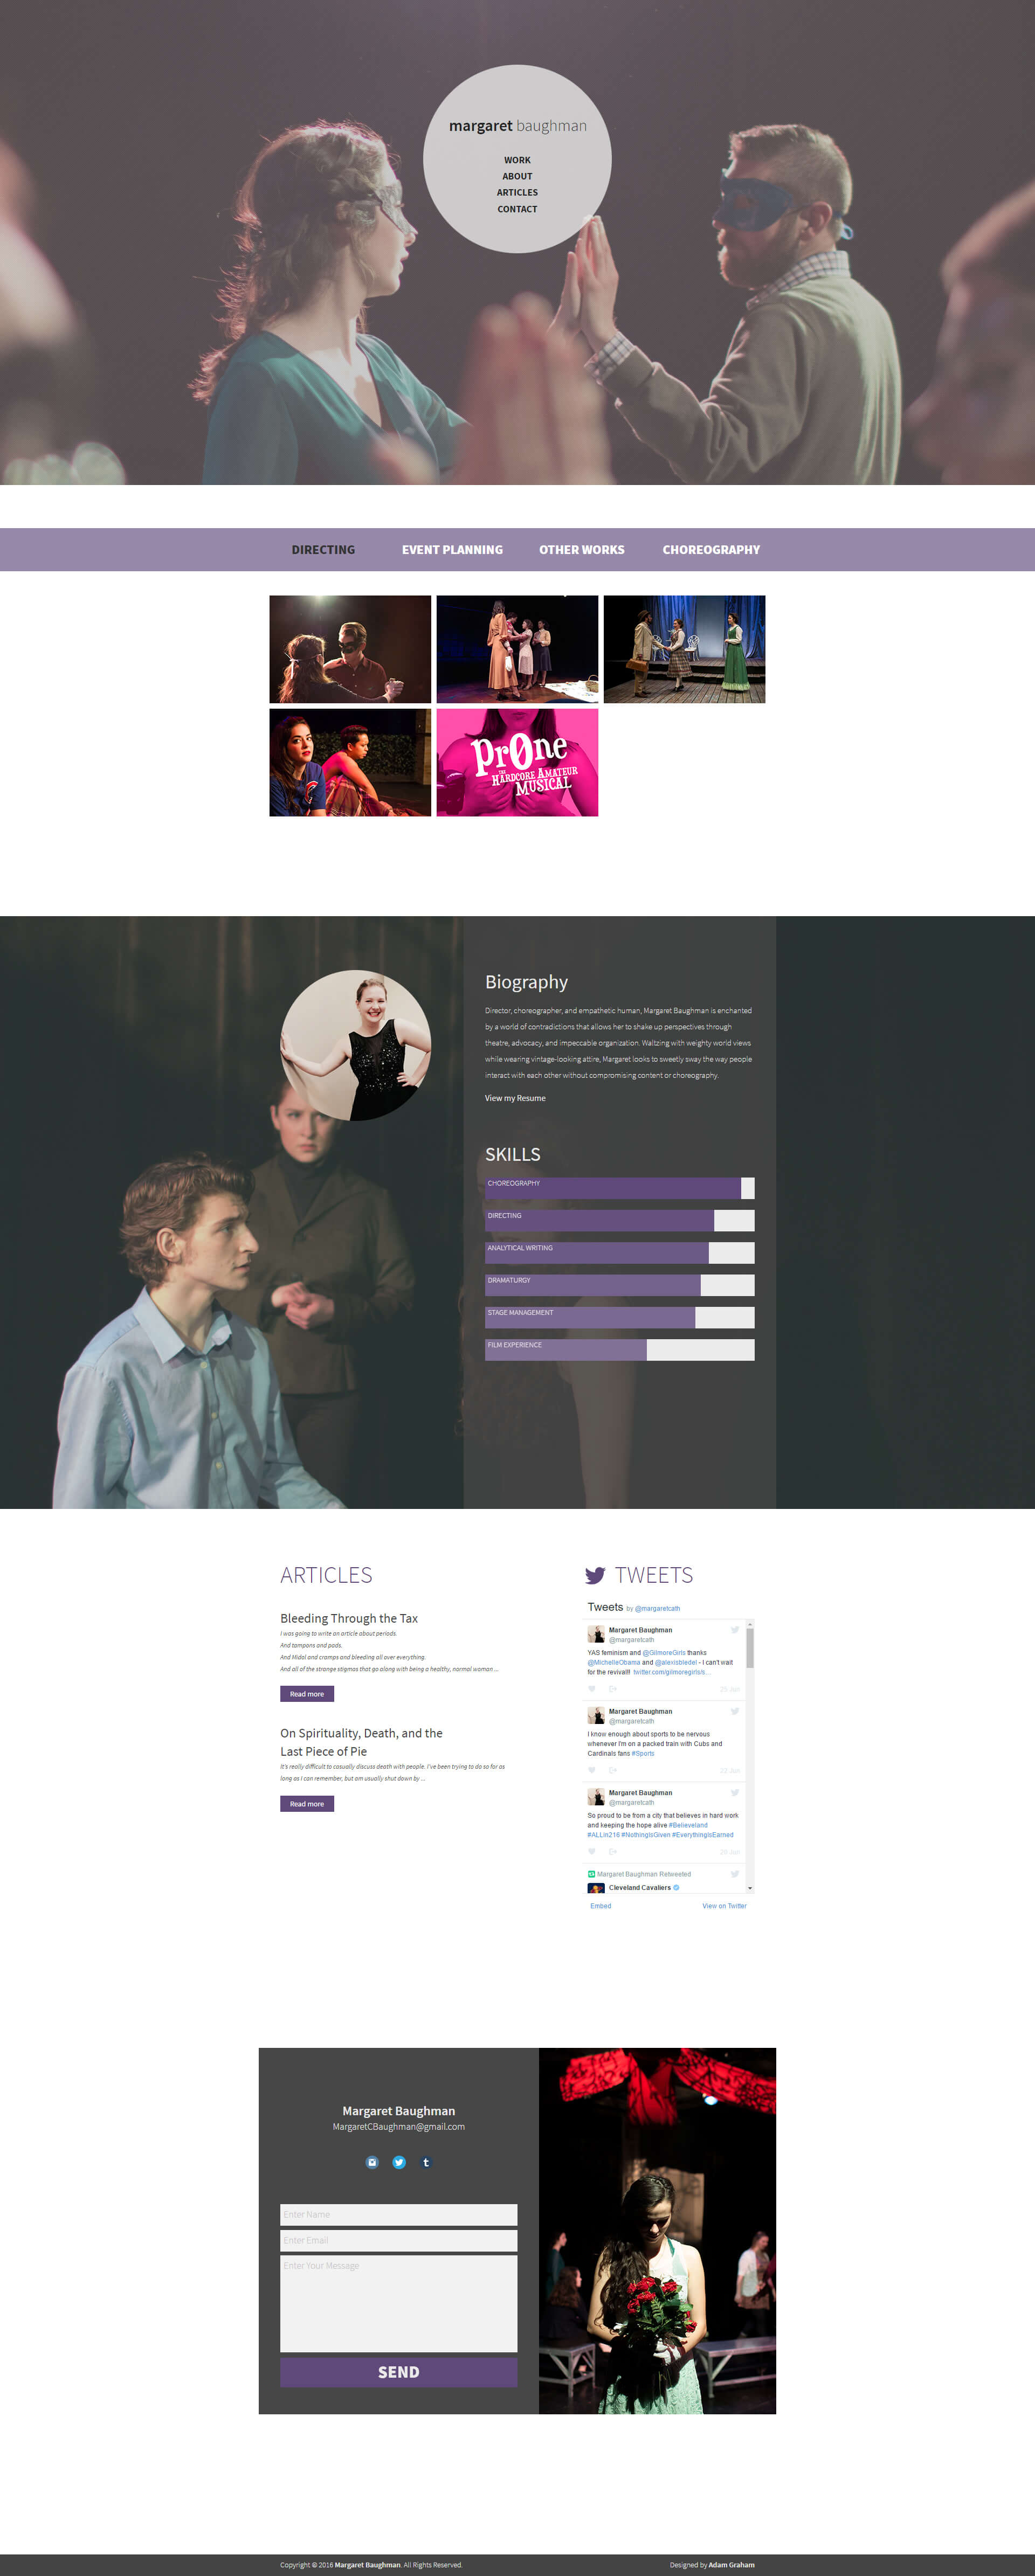 margaret baughman
WORK
ABOUT
ARTICLES
CONTACT
DIRECTING
EVENT PLANNING
OTHER WORKS
CHOREOGRAPHY
prOne
THE HARDCORE AMATEUR
MUSICAL
Biography
Director, choreographer, and empathetic human, Margaret Baughman is enchanted
by a world of contradictions that allows her to shake up perspectives through
theatre, advocacy, and impeccable organization. Waltzing with weighty world views
while wearing vintage-looking attire, Margaret looks to sweetly sway the way people
interact with each other without compromising content or choreography.
View my Resume
SKILLS
CHOREOGRAPHY
DIRECTING
ANALYTICAL WRITING
DRAMATURGY
STAGE MANAGEMENT
FILM EXPERIENCE
ARTICLES
Bleeding Through the Tax
I was going to write an article about periods.
And tampons and pads.
And Midol and cramps and bleeding all over everything.
And all of the strange stigmas that go along with being a healthy, normal woman ...
Read more
On Spirituality, Death, and the
Last Piece of Pie
It's really difficult to casually discuss death with people. I've been trying to do so for as
long as I can remember, but am usually shut down by ...
Read more
TWEETS
Tweets by @margaretcath
Margaret Baughman
@margaretcath
YAS feminism and @GilmoreGirls thanks
@MichelleObama and @alexisbledel - I can't wait
for the revival!! twitter.com/gilmoregirls/s...
Margaret Baughman
@margaretcath
I know enough about sports to be nervous
whenever I'm on a packed train with Cubs and
Cardinals fans #Sports
Margaret Baughman
@margaretcath
So proud to be from a city that believes in hard work
and keeping the hope alive #Believeland
#ALLin216 #NothingIsGiven #EverythingIsEarned
Margaret Baughman Retweeted
Cleveland Cavaliers
Embed
View on Twitter
Margaret Baughman
MargaretCBaughman@gmail.com
Enter Name
Enter Email
Enter Your Message
SEND
Copyright © 2016 Margaret Baughman. All Rights Reserved.
Designed by Adam Graham